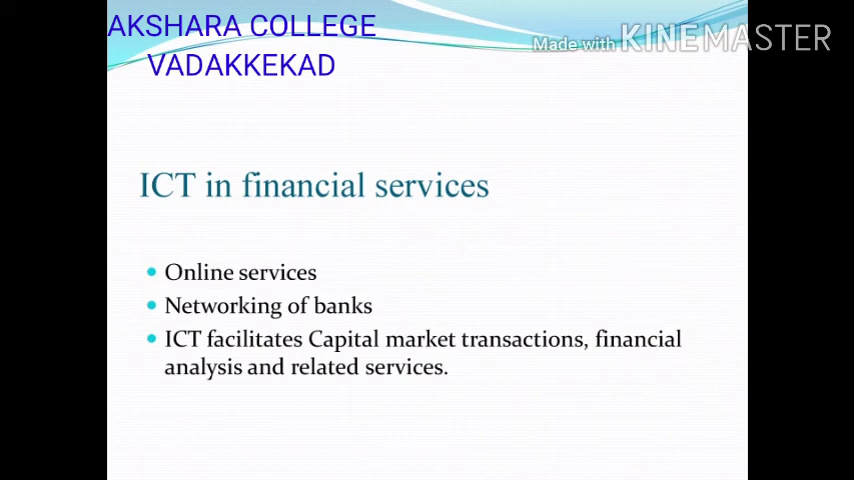 AKSHARA COLLEGE
VADAKKEKAD
Made with KINEMASTER
ICT in financial services
• Online services
• Networking of banks
• ICT facilitates Capital market transactions, financial
analysis and related services.